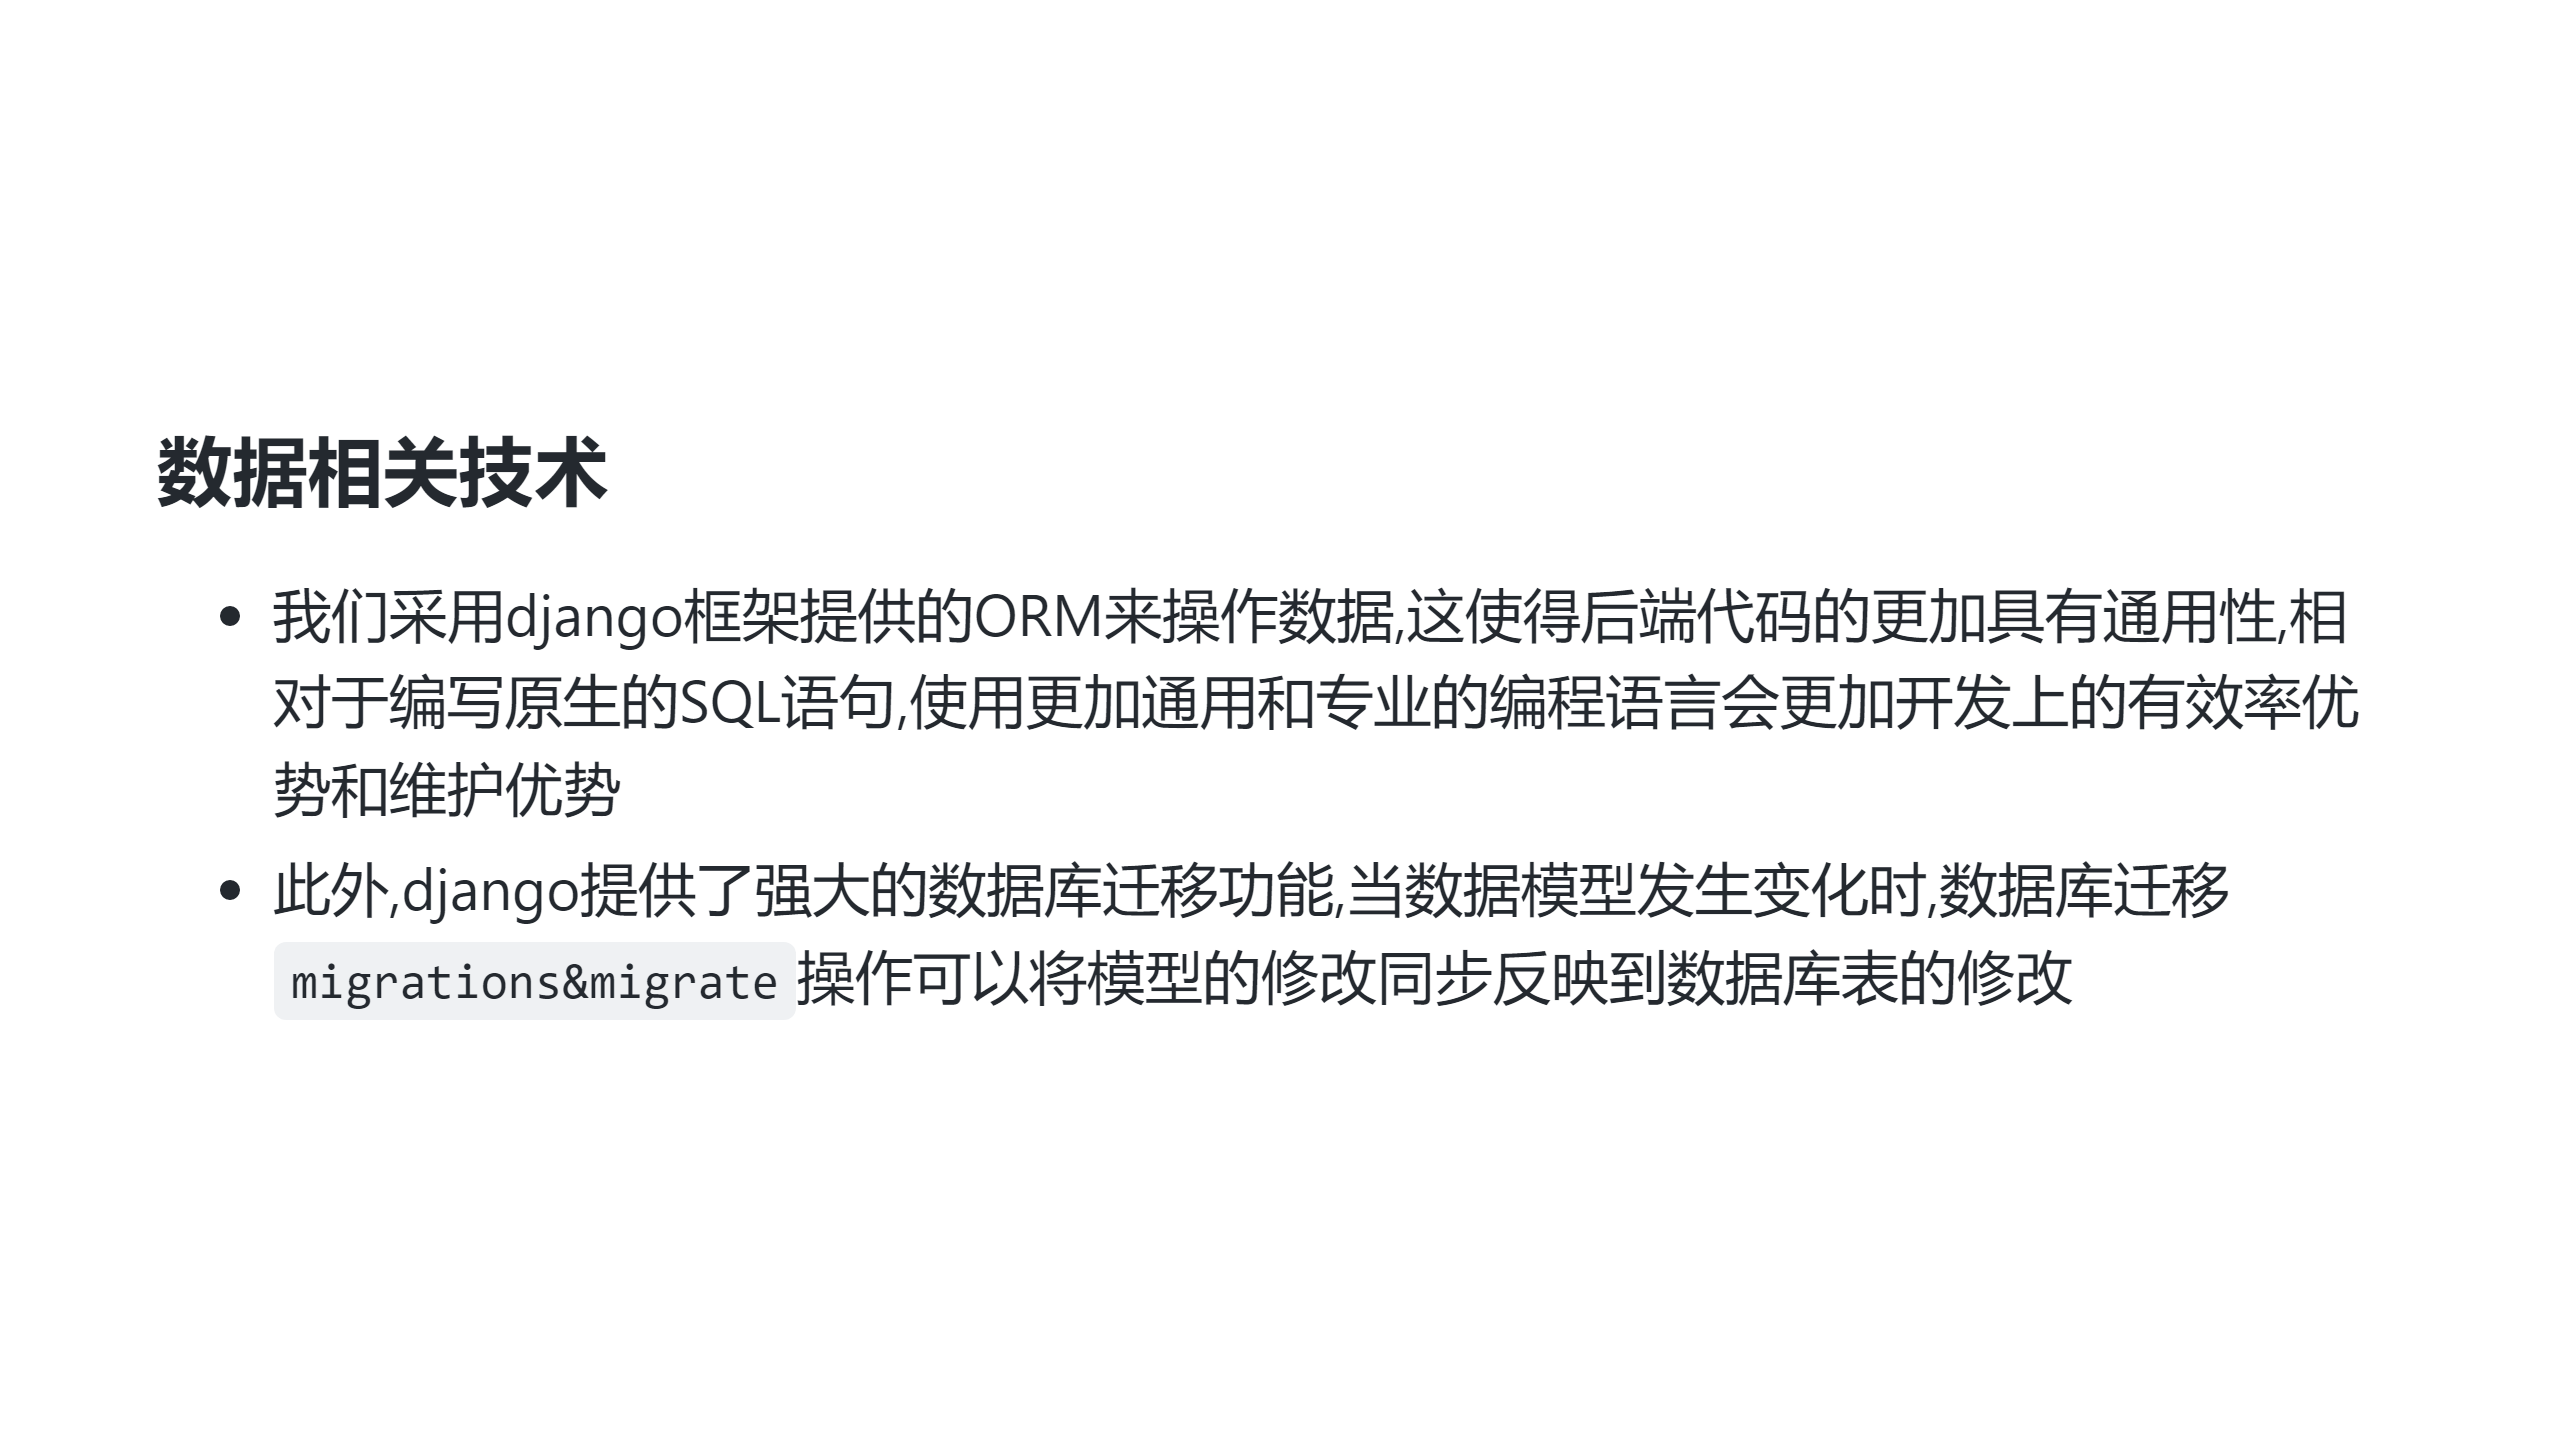 数据相关技术
我们采用django框架提供的ORM来操作数据,这使得后端代码的更加具有通用性,相
对于编写原生的SQL语句,使用更加通用和专业的编程语言会更加开发上的有效率优
势和维护优势
此外,django提供了强大的数据库迁移功能,当数据模型发生变化时,数据库迁移
migrations&migrate操作可以将模型的修改同步反映到数据库表的修改